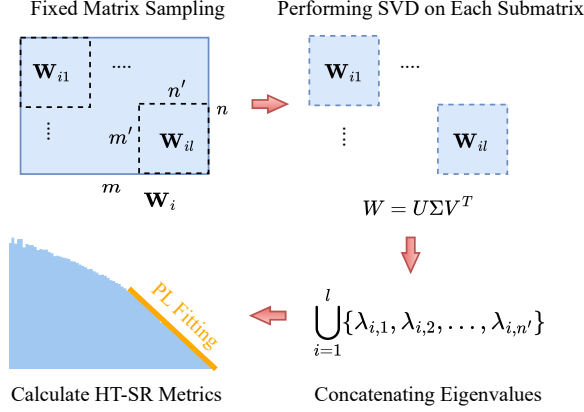 Fixed Matrix Sampling
Performing SVD on Each Submatrix
W_{i1} ....
n'
n
m'
W_{il}
m
W_i
W_{i1} ....
W_{il}
W = UΣV^T
PL Fitting
⋃_{i=1}^{l}{λ_{i,1}, λ_{i,2}, ..., λ_{i,n'}}
Calculate HT-SR Metrics
Concatenating Eigenvalues